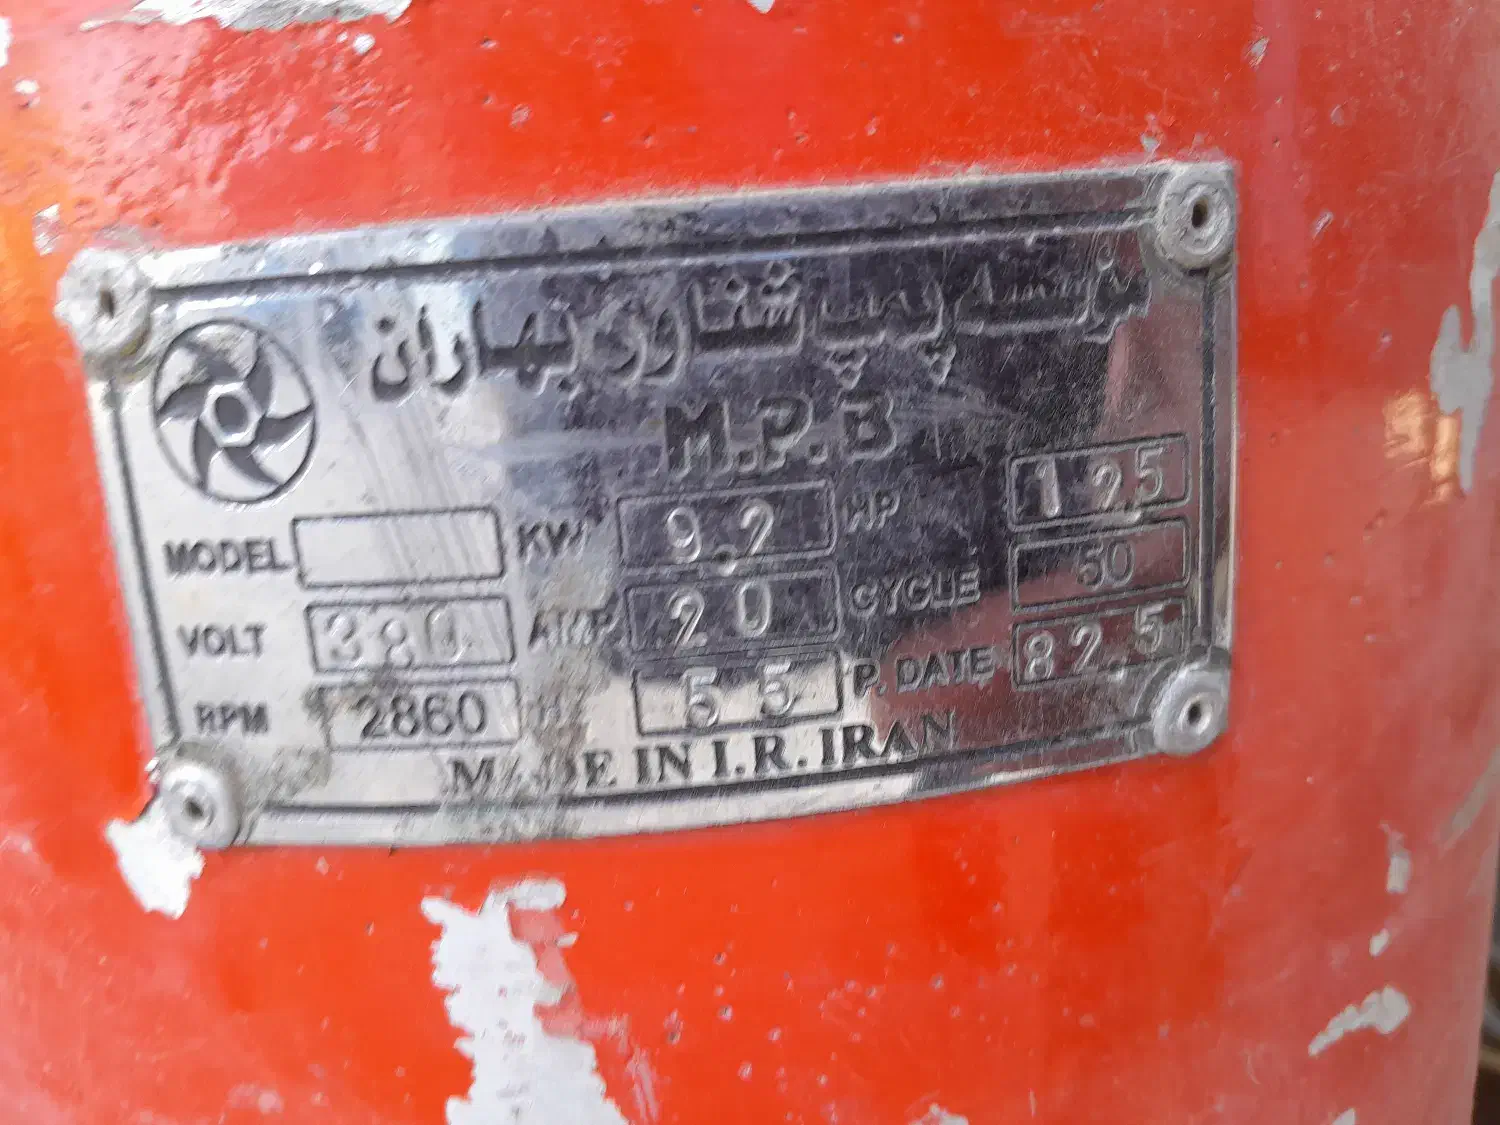 موسسه پمپ شناور بهاران
M.P.B
MODEL KW 9.2 HP 12.5
VOLT 380 AMP 20 CYCLE 50
RPM 2860 55 P. DATE 82.5
MADE IN I.R.IRAN